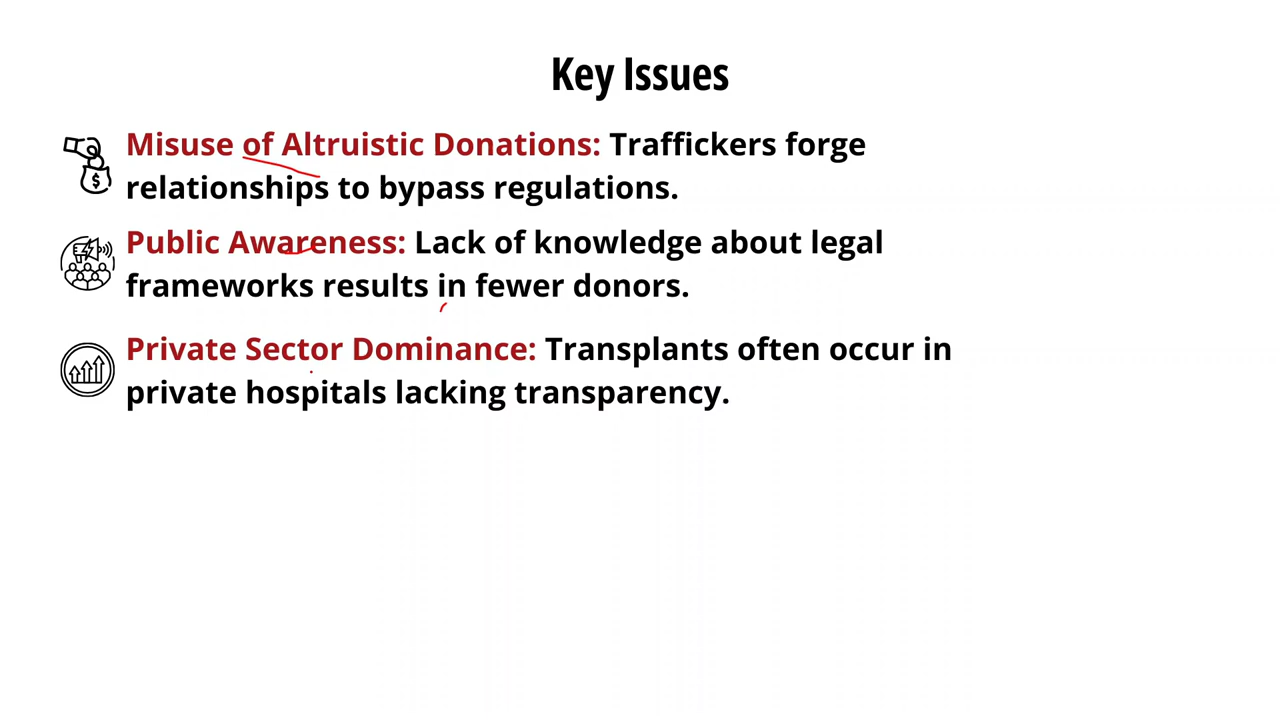 Key Issues
Misuse of Altruistic Donations: Traffickers forge
relationships to bypass regulations.
Public Awareness: Lack of knowledge about legal
frameworks results in fewer donors.
Private Sector Dominance: Transplants often occur in
private hospitals lacking transparency.